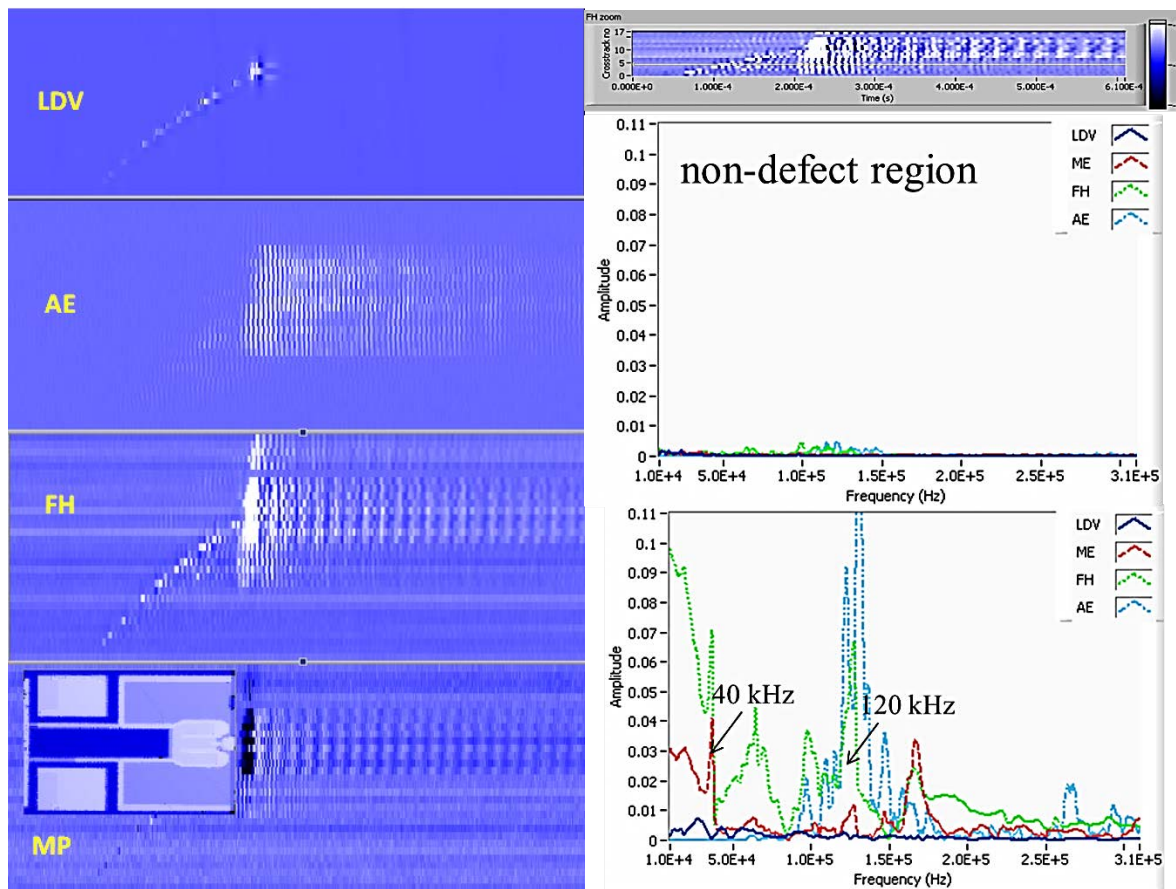 LDV
AE
FH
MP
FH zoom
Crosstrack no
17
15
10
5
0
0.000E+0
1.000E-4
2.000E-4
3.000E-4
4.000E-4
5.000E-4
6.100E-4
Time (s)
non-defect region
LDV
ME
FH
AE
Amplitude
0.11
0.1
0.09
0.08
0.07
0.06
0.05
0.04
0.03
0.02
0.01
0
1.0E+4
5.0E+4
1.0E+5
1.5E+5
2.0E+5
2.5E+5
3.1E+5
Frequency (Hz)
LDV
ME
FH
AE
40 kHz
120 kHz
Amplitude
0.11
0.1
0.09
0.08
0.07
0.06
0.05
0.04
0.03
0.02
0.01
0
1.0E+4
5.0E+4
1.0E+5
1.5E+5
2.0E+5
2.5E+5
3.1E+5
Frequency (Hz)